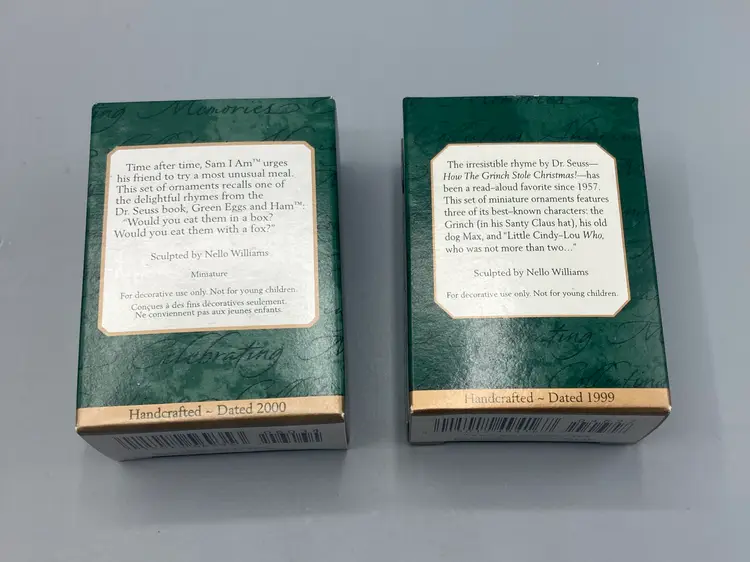 Memories
Time after time, Sam I Am™ urges
his friend to try a most unusual meal.
This set of ornaments recalls one of
the delightful rhymes from the
Dr. Seuss book, Green Eggs and Ham™:
"Would you eat them in a box?
Would you eat them with a fox?"
Sculpted by Nello Williams
Miniature
For decorative use only. Not for young children.
Conçues à des fins décoratives seulement.
Ne conviennent pas aux jeunes enfants.
Celebrating
Handcrafted ~ Dated 2000
Memories
The irresistible rhyme by Dr. Seuss—
How The Grinch Stole Christmas!—has
been a read-aloud favorite since 1957.
This set of miniature ornaments features
three of its best-known characters: the
Grinch (in his Santy Claus hat), his old
dog Max, and "Little Cindy-Lou Who,
who was not more than two..."
Sculpted by Nello Williams
For decorative use only. Not for young children.
Handcrafted ~ Dated 1999